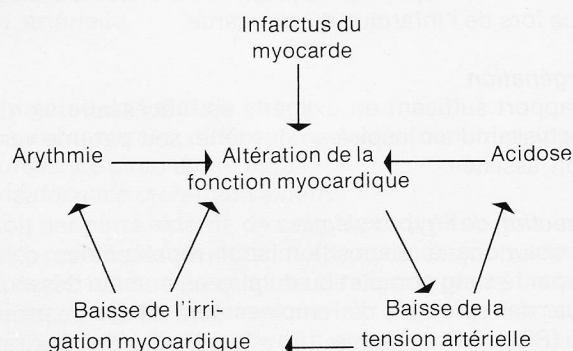 Infarctus du
myocarde
Arythmie
Altération de la
fonction myocardique
Acidose
Baisse de l'irri-
gation myocardique
Baisse de la
tension artérielle